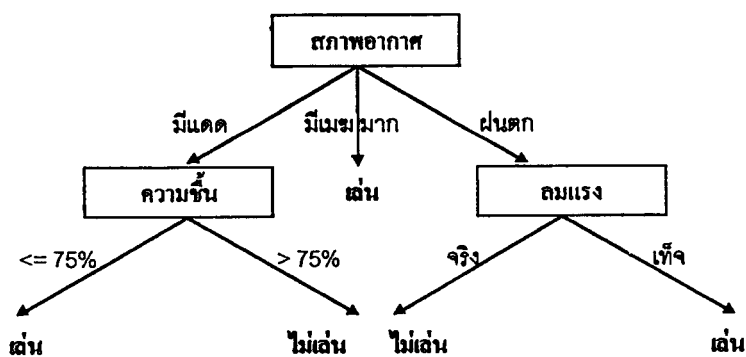 สภาพอากาศ
มีแดด มีเมฆมาก ฝนตก
ความชื้น เล่น ลมแรง
<= 75% > 75% จริง เท็จ
เล่น ไม่เล่น ไม่เล่น เล่น